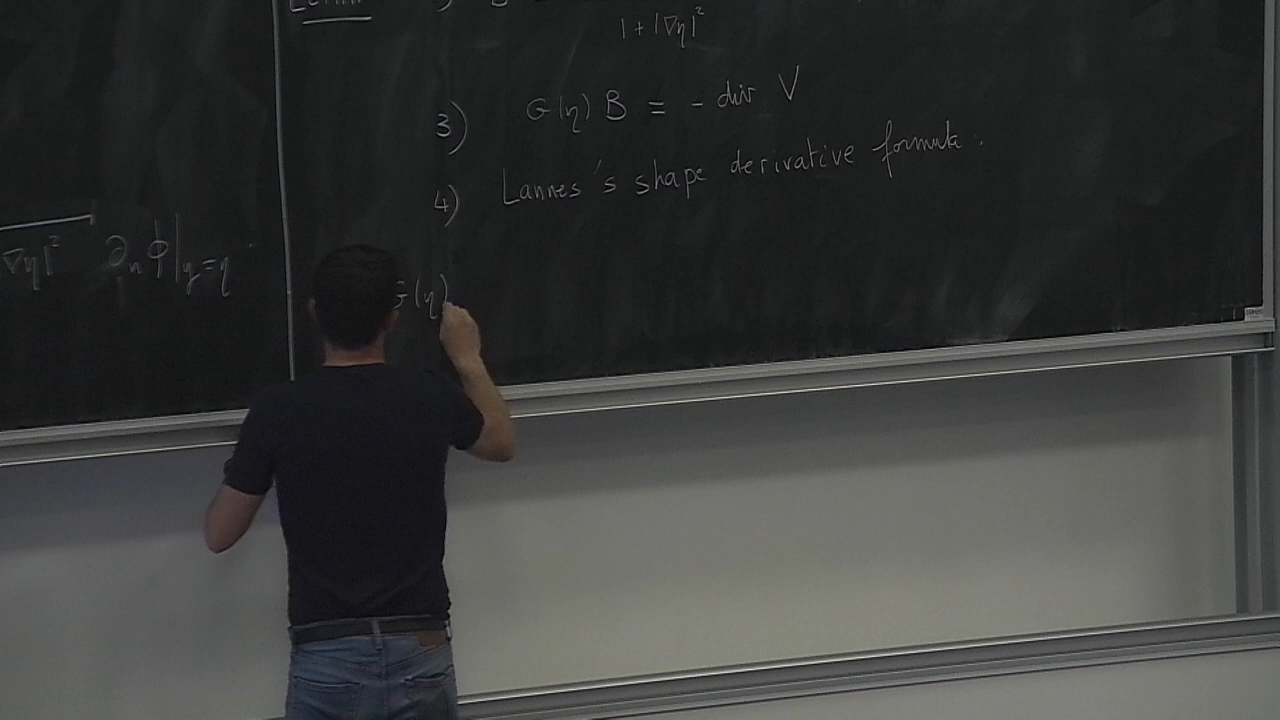 ∇η|² ∂ₙϕ|y=η
1 + |∇η|²
3) G(η) B = - div V
4) Lannes's shape derivative formula :
G(η)